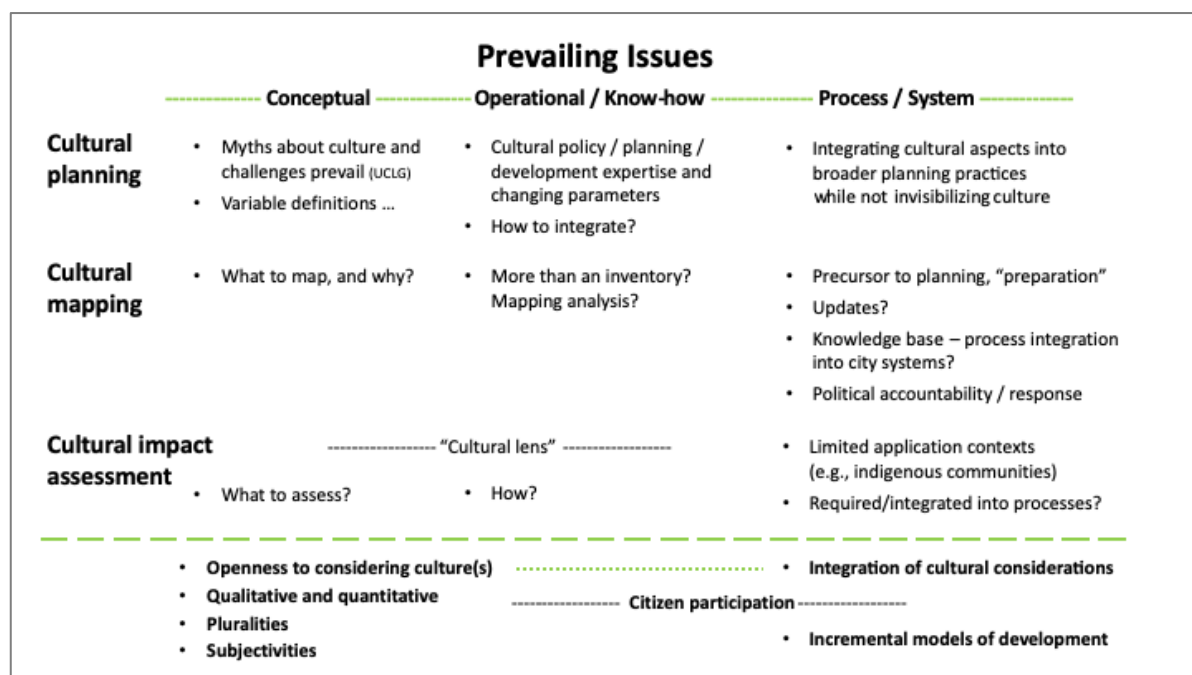 Prevailing Issues
Conceptual Operational / Know-how Process / System
Cultural
planning
• Myths about culture and
challenges prevail (UCLG)
• Variable definitions ...
• Cultural policy / planning /
development expertise and
changing parameters
• How to integrate?
• Integrating cultural aspects into
broader planning practices
while not invisibilizing culture
Cultural
mapping
• What to map, and why?
• More than an inventory?
Mapping analysis?
• Precursor to planning, “preparation”
• Updates?
• Knowledge base – process integration
into city systems?
• Political accountability / response
Cultural impact
assessment
“Cultural lens”
• What to assess?
• How?
• Limited application contexts
(e.g., indigenous communities)
• Required/integrated into processes?
• Openness to considering culture(s)
• Qualitative and quantitative
• Pluralities
• Subjectivities
Citizen participation
• Integration of cultural considerations
• Incremental models of development